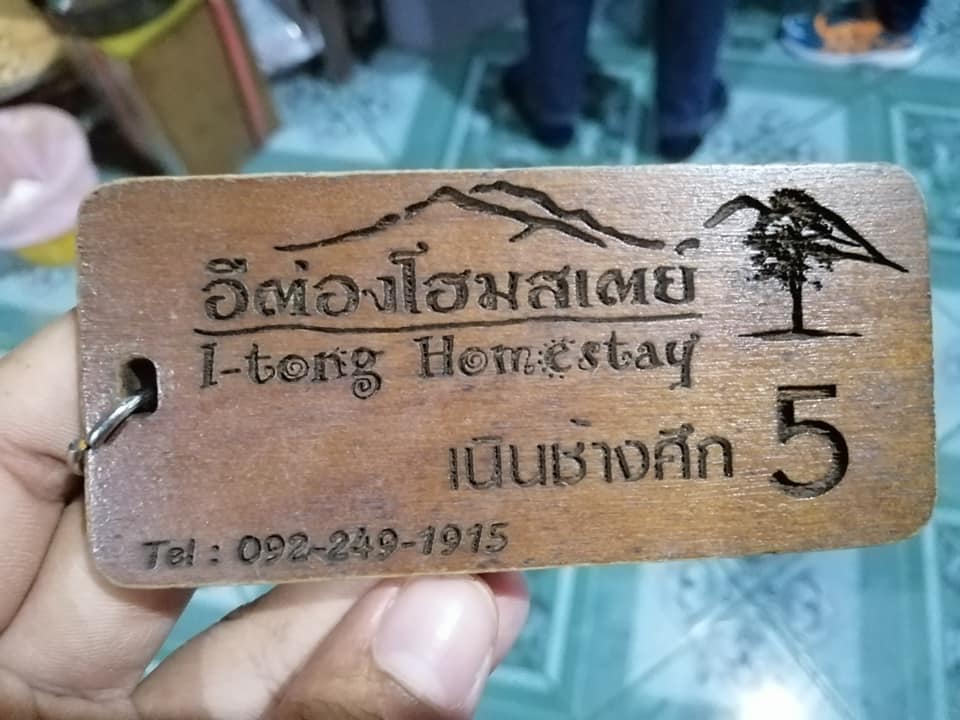 อีต่องโฮมสเตย์
I-tong Homestay
เนินช้างศึก 5
Tel : 092-249-1915